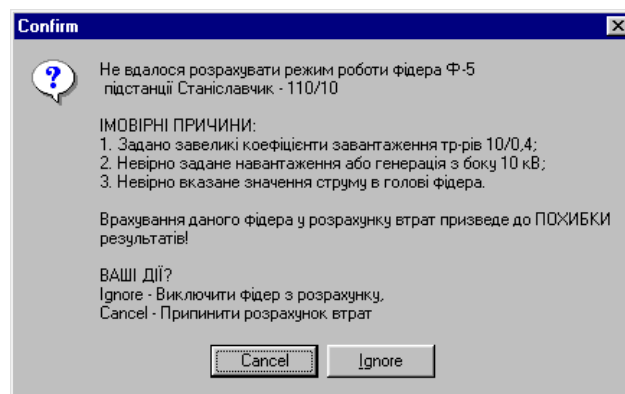 Confirm
Не вдалося розрахувати режим роботи фідера Ф-5
підстанції Станіславчик - 110/10
ІМОВІРНІ ПРИЧИНИ:
1. Задано завеликі коефіцієнти завантаження тр-рів 10/0,4;
2. Невірно задане навантаження або генерація з боку 10 кВ;
3. Невірно вказане значення струму в голові фідера.
Врахування даного фідера у розрахунку втрат призведе до ПОХИБКИ
результатів!
ВАШІ ДІЇ?
Ignore - Виключити фідер з розрахунку,
Cancel - Припинити розрахунок втрат
Cancel Ignore